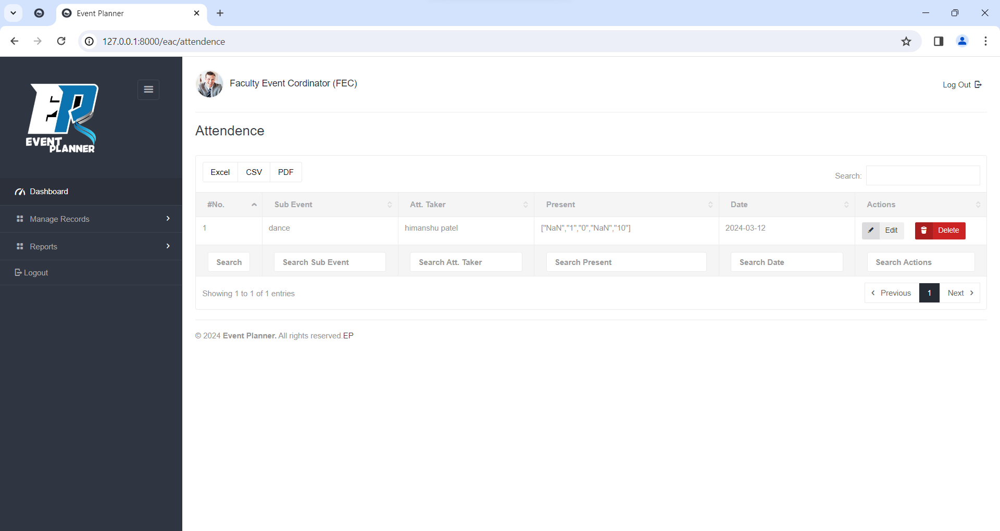 Event Planner
127.0.0.1:8000/eac/attendence
EVENT
PLANNER
Faculty Event Cordinator (FEC)
Log Out
Dashboard
Manage Records
Reports
Logout
Attendence
Excel CSV PDF
Search:
#No. Sub Event Att. Taker Present Date Actions
1 dance himanshu patel ["NaN","1","0","NaN","10"] 2024-03-12 Edit Delete
Search Search Sub Event Search Att. Taker Search Present Search Date Search Actions
Showing 1 to 1 of 1 entries
Previous 1 Next
© 2024 Event Planner. All rights reserved.EP